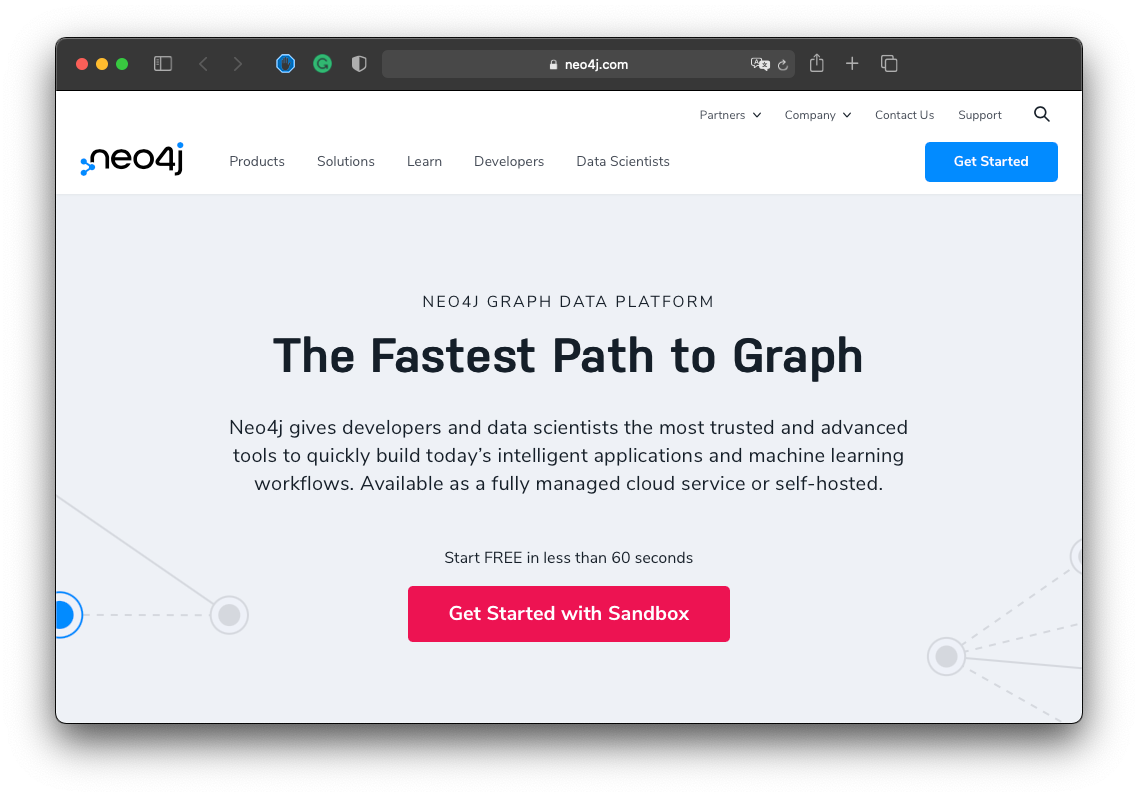 neo4j.com
Partners Company Contact Us Support
neo4j Products Solutions Learn Developers Data Scientists Get Started
NEO4J GRAPH DATA PLATFORM
The Fastest Path to Graph
Neo4j gives developers and data scientists the most trusted and advanced
tools to quickly build today’s intelligent applications and machine learning
workflows. Available as a fully managed cloud service or self-hosted.
Start FREE in less than 60 seconds
Get Started with Sandbox